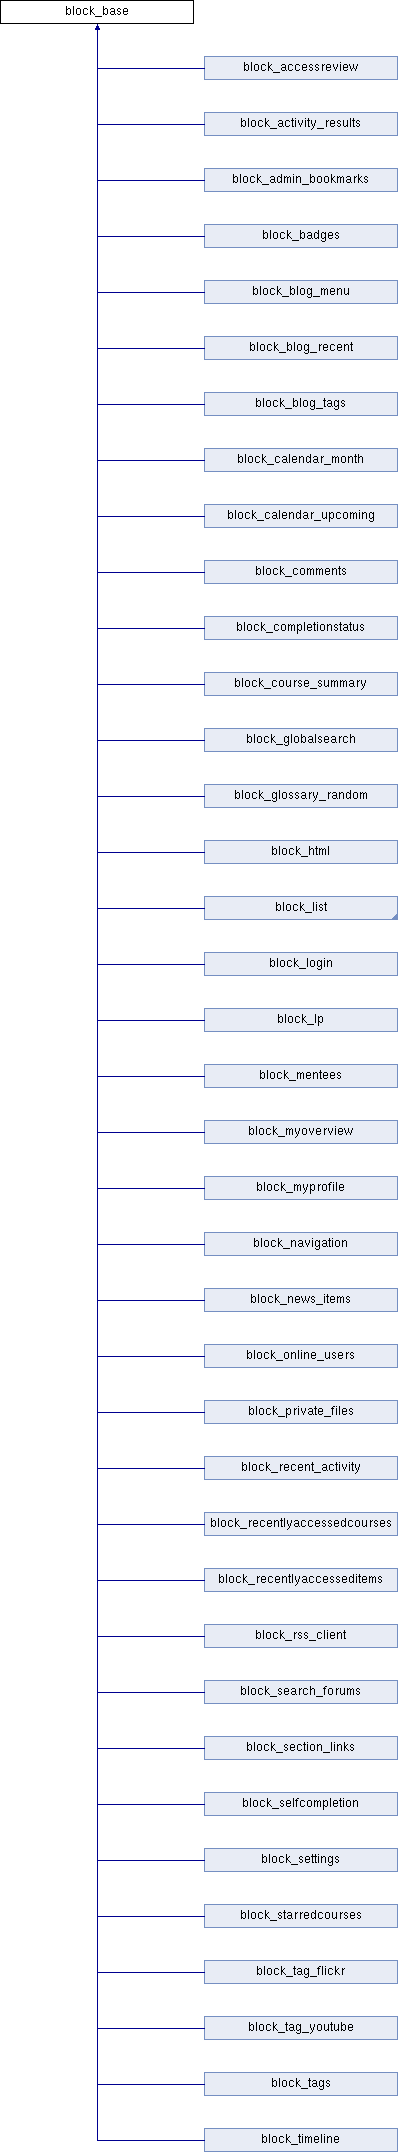 block_base
block_accessreview
block_activity_results
block_admin_bookmarks
block_badges
block_blog_menu
block_blog_recent
block_blog_tags
block_calendar_month
block_calendar_upcoming
block_comments
block_completionstatus
block_course_summary
block_globalsearch
block_glossary_random
block_html
block_list
block_login
block_lp
block_mentees
block_myoverview
block_myprofile
block_navigation
block_news_items
block_online_users
block_private_files
block_recent_activity
block_recentlyaccessedcourses
block_recentlyaccesseditems
block_rss_client
block_search_forums
block_section_links
block_selfcompletion
block_settings
block_starredcourses
block_tag_flickr
block_tag_youtube
block_tags
block_timeline